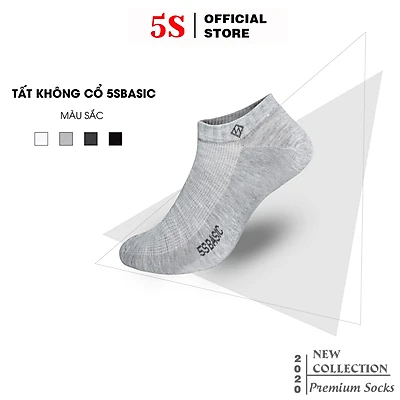 5S OFFICIAL
STORE
TẤT KHÔNG CỔ 5SBASIC
MÀU SẮC
5SBASIC
2020
NEW
COLLECTION
Premium Socks